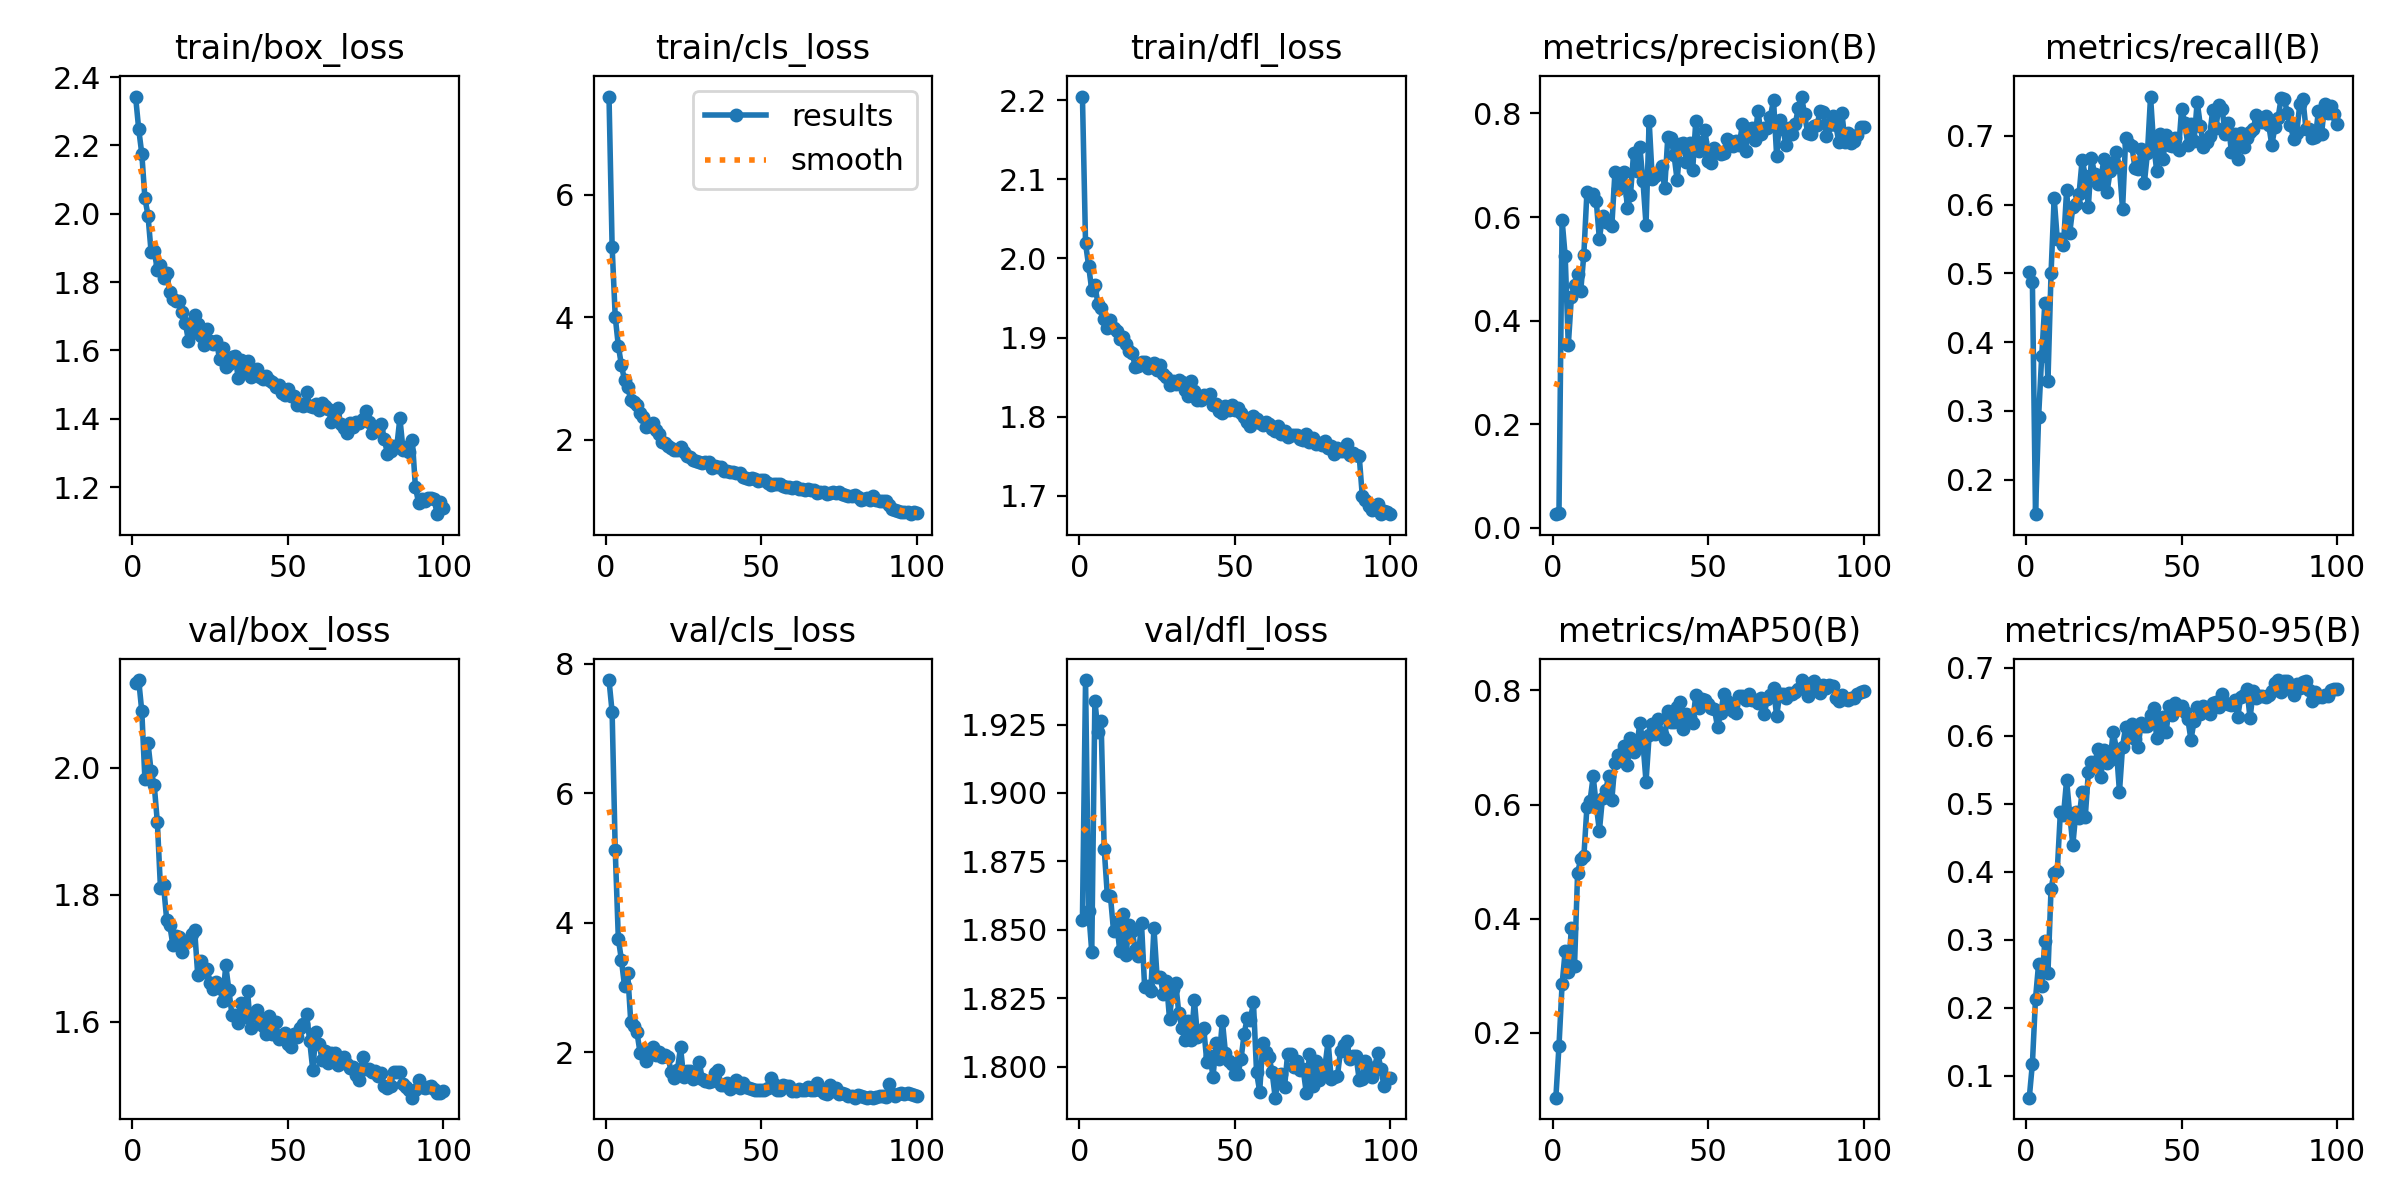 train/box_loss
train/cls_loss
train/dfl_loss
metrics/precision(B)
metrics/recall(B)
2.4
2.2
2.0
1.8
1.6
1.4
1.2
0 50 100
results
smooth
6
4
2
0 50 100
2.2
2.1
2.0
1.9
1.8
1.7
0 50 100
0.8
0.6
0.4
0.2
0.0
0 50 100
0.7
0.6
0.5
0.4
0.3
0.2
0 50 100
val/box_loss
val/cls_loss
val/dfl_loss
metrics/mAP50(B)
metrics/mAP50-95(B)
2.0
1.8
1.6
0 50 100
8
6
4
2
0 50 100
1.925
1.900
1.875
1.850
1.825
1.800
0 50 100
0.8
0.6
0.4
0.2
0 50 100
0.7
0.6
0.5
0.4
0.3
0.2
0.1
0 50 100